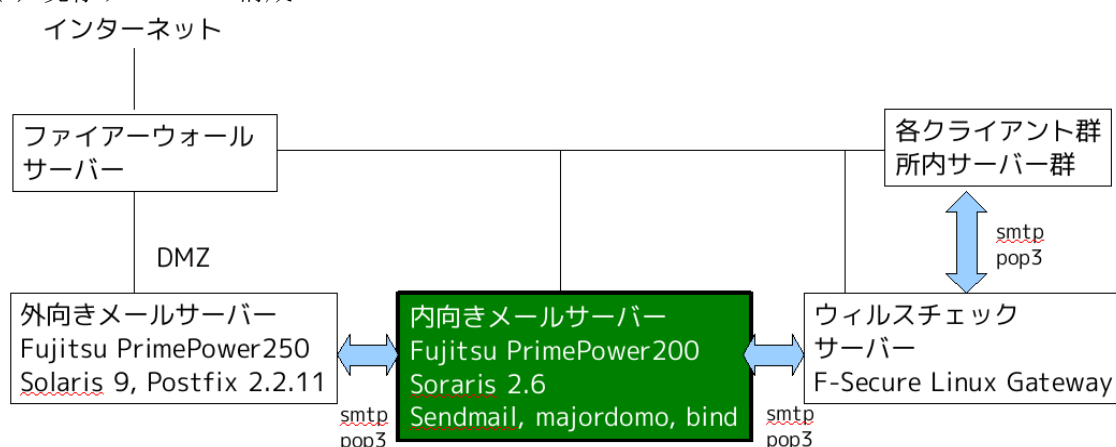 インターネット
ファイアーウォール
サーバー
各クライアント群
所内サーバー群
smtp
pop3
DMZ
外向きメールサーバー
Fujitsu PrimePower250
Solaris 9, Postfix 2.2.11
内向きメールサーバー
Fujitsu PrimePower200
Soraris 2.6
Sendmail, majordomo, bind
ウィルスチェック
サーバー
F-Secure Linux Gateway
smtp
pop3
smtp
pop3